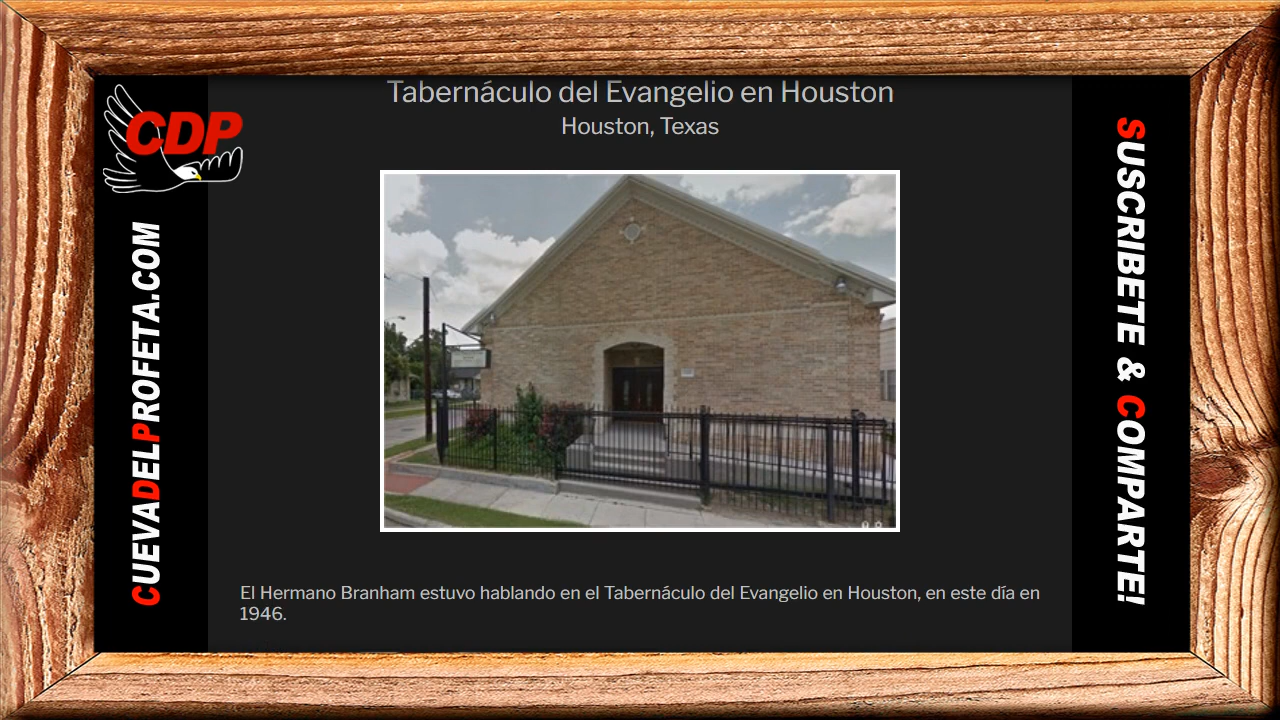 Tabernáculo del Evangelio en Houston
Houston, Texas
CDP
CUEVADELPROFETA.COM
SUSCRIBETE & COMPARTE!
El Hermano Branham estuvo hablando en el Tabernáculo del Evangelio en Houston, en este día en
1946.